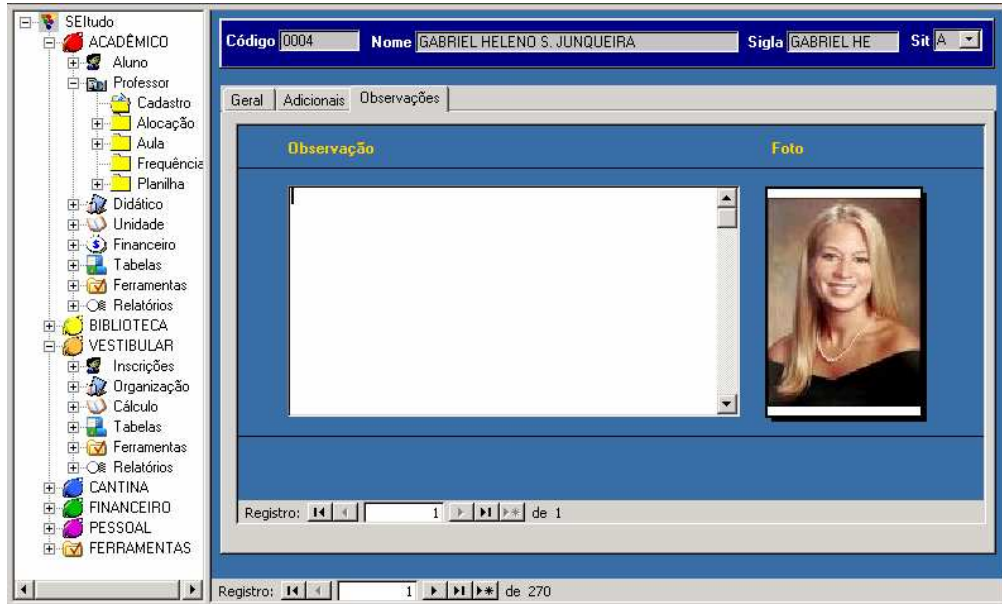 SEItudo
ACADÊMICO
Aluno
Professor
Cadastro
Alocação
Aula
Frequência
Planilha
Didático
Unidade
Financeiro
Tabelas
Ferramentas
Relatórios
BIBLIOTECA
VESTIBULAR
Inscrições
Organização
Cálculo
Tabelas
Ferramentas
Relatórios
CANTINA
FINANCEIRO
PESSOAL
FERRAMENTAS
Código 0004 Nome GABRIEL HELENO S. JUNQUEIRA Sigla GABRIEL HE Sit A
Geral Adicionais Observações
Observação Foto
Registro: 1 de 1
Registro: 1 de 270